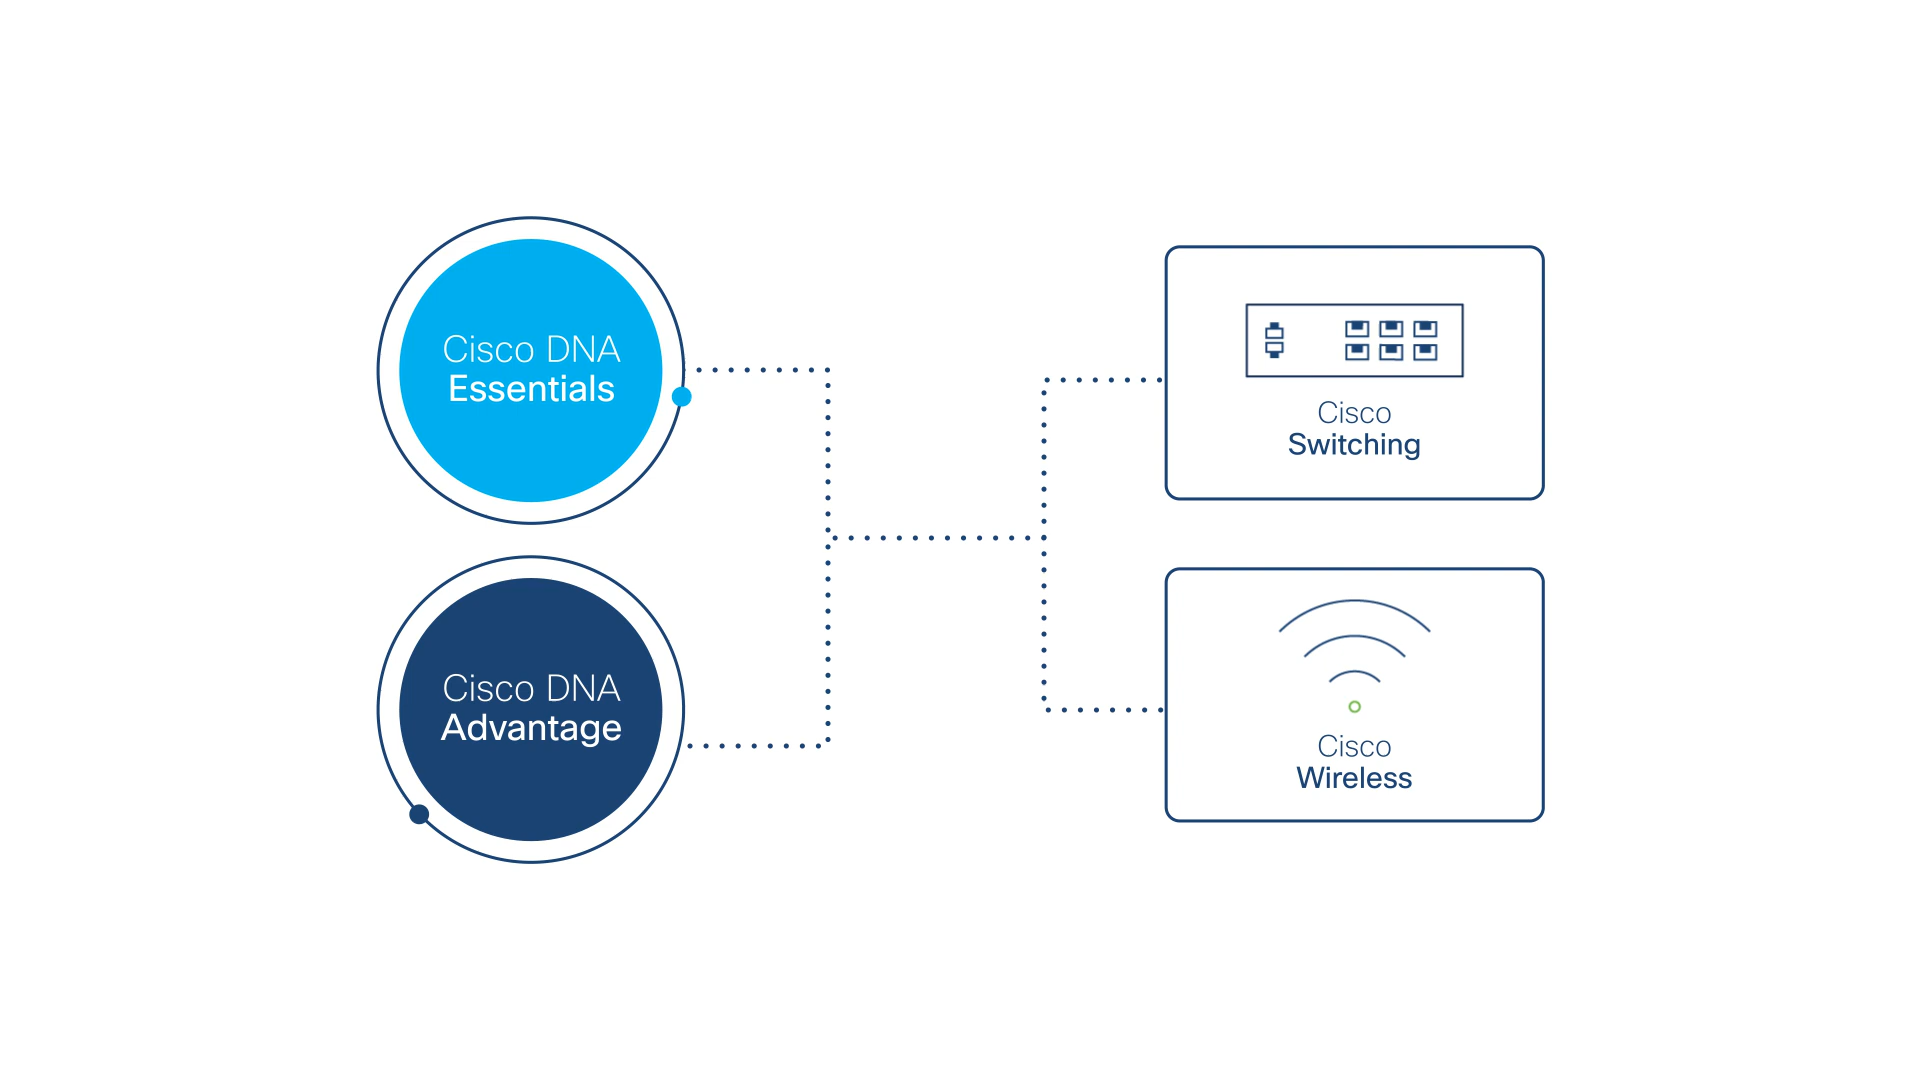 Cisco DNA
Essentials
Cisco DNA
Advantage
Cisco
Switching
Cisco
Wireless